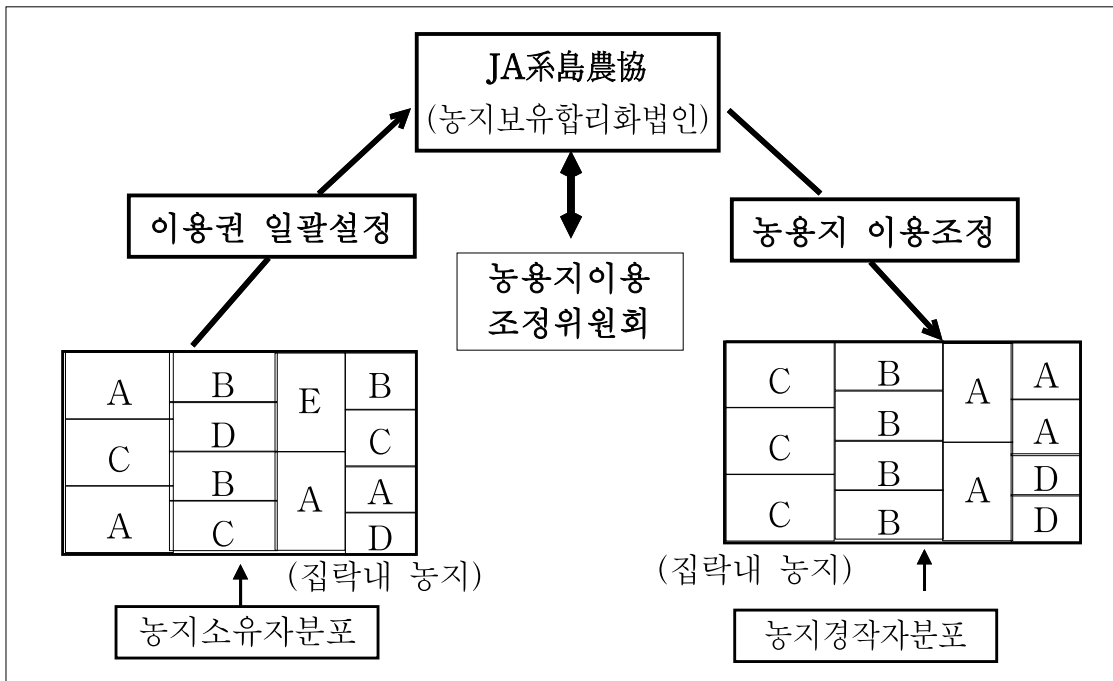 JA系島農協
(농지보유합리화법인)
이용권 일괄설정
농용지 이용조정
농용지이용
조정위원회
A
C
A
B
D
B
C
E
A
B
C
A
D
C
C
C
B
B
B
B
A
A
A
A
D
D
(집락내 농지)
(집락내 농지)
농지소유자분포
농지경작자분포